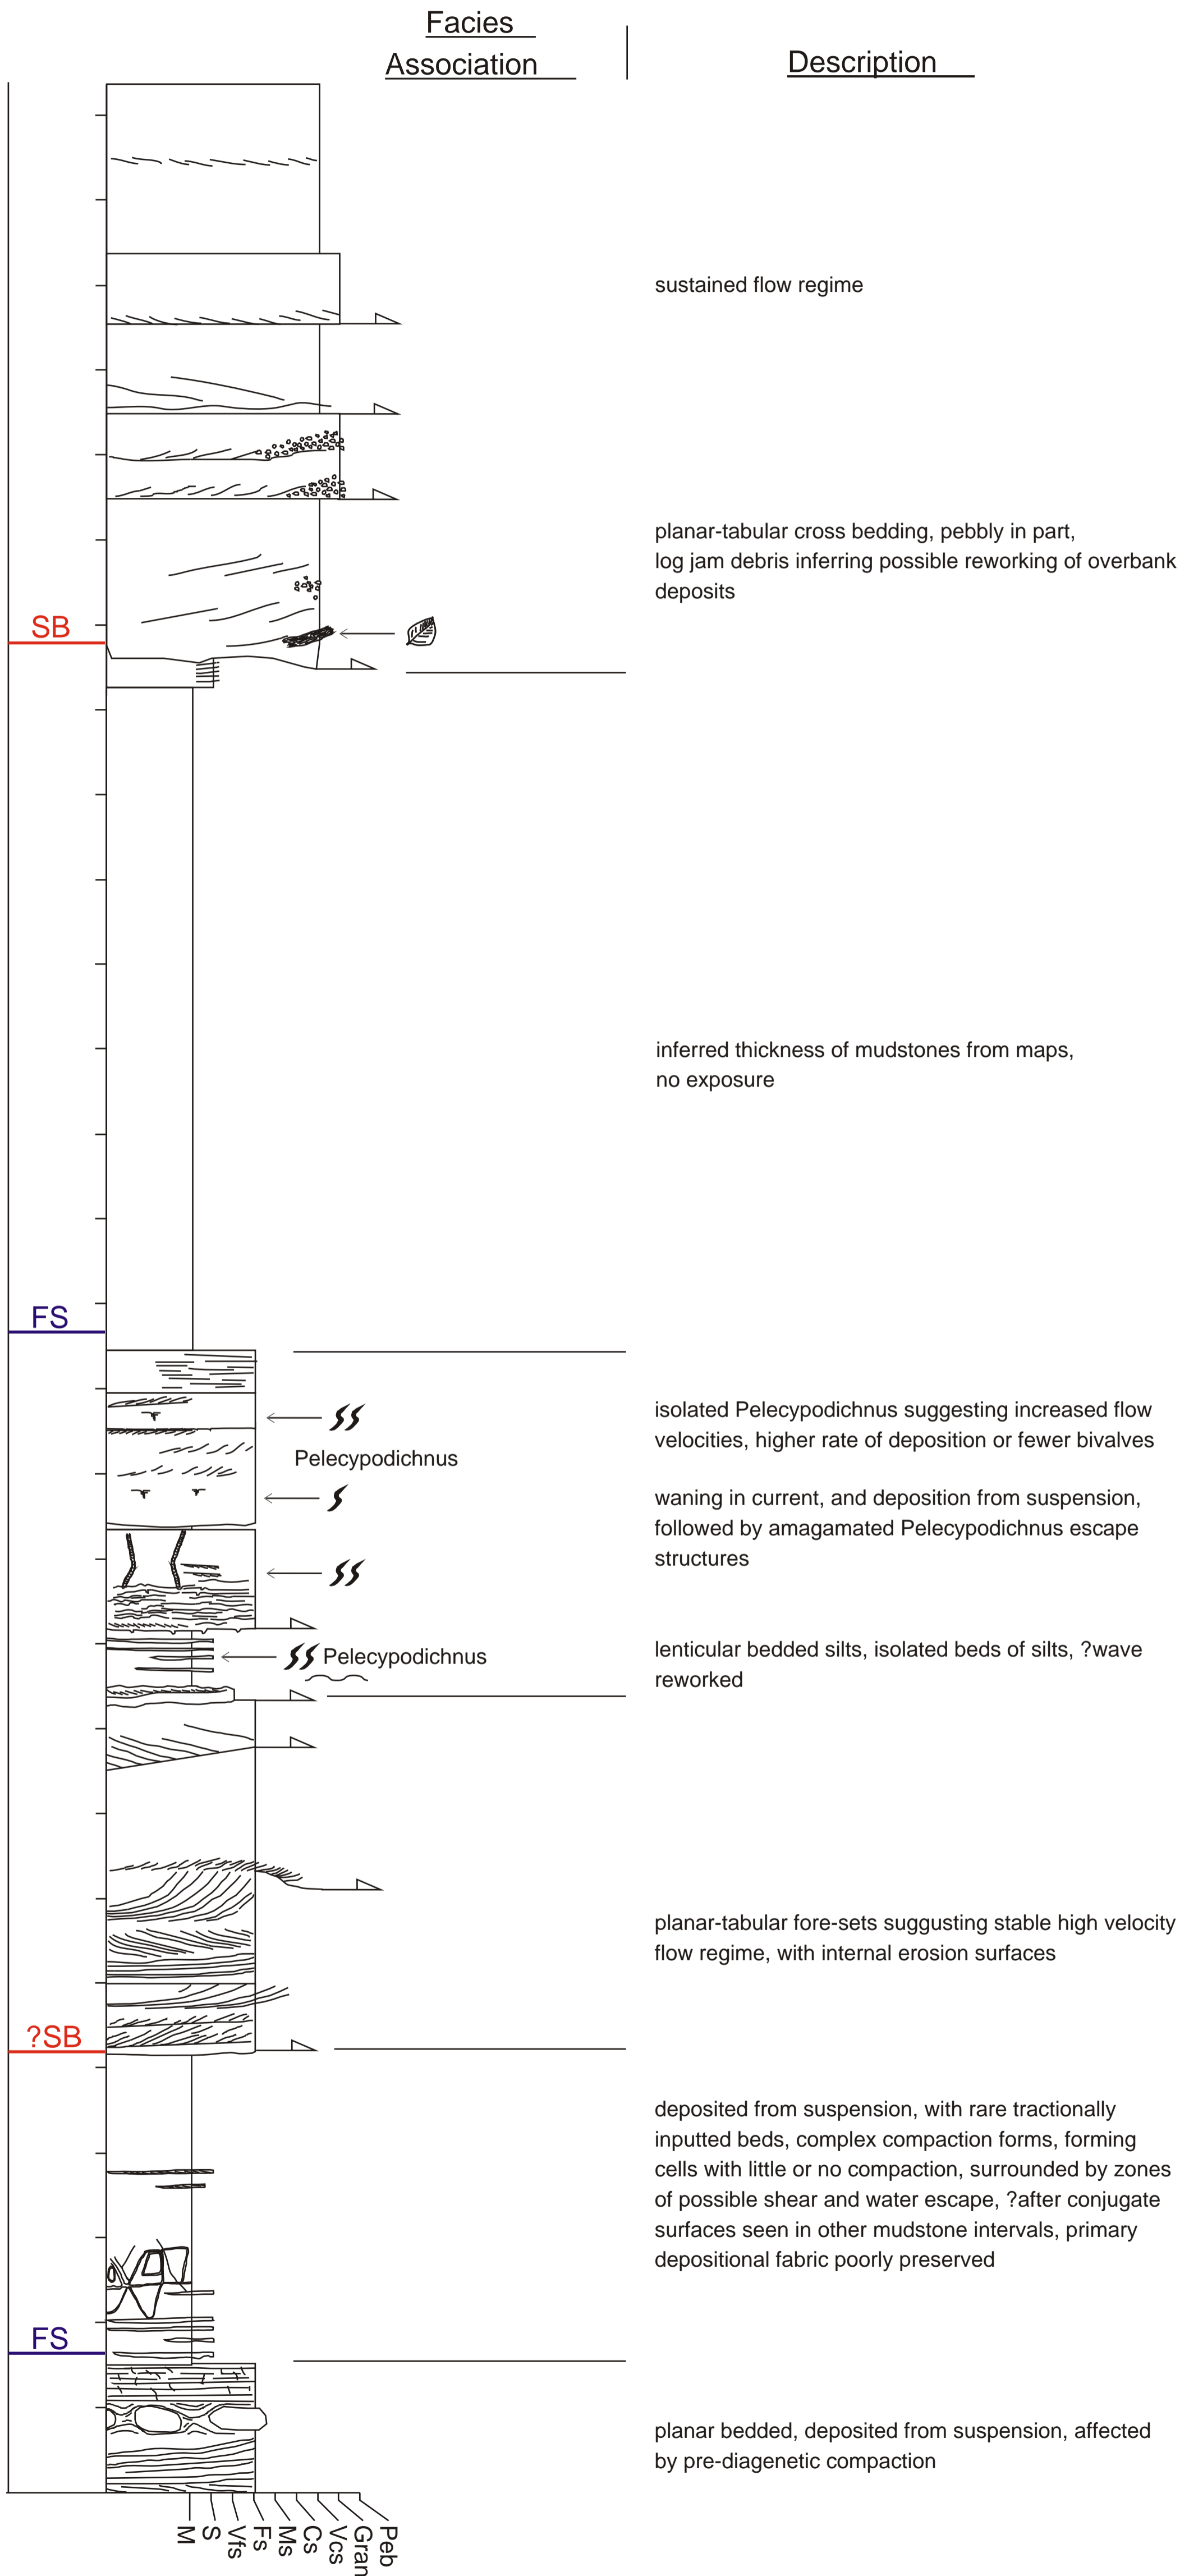 Facies
Association
Description
sustained flow regime
planar-tabular cross bedding, pebbly in part,
log jam debris inferring possible reworking of overbank
deposits
SB
inferred thickness of mudstones from maps,
no exposure
FS
isolated Pelecypodichnus suggesting increased flow
velocities, higher rate of deposition or fewer bivalves
Pelecypodichnus
waning in current, and deposition from suspension,
followed by amagamated Pelecypodichnus escape
structures
Pelecypodichnus
lenticular bedded silts, isolated beds of silts, ?wave
reworked
planar-tabular fore-sets suggusting stable high velocity
flow regime, with internal erosion surfaces
?SB
deposited from suspension, with rare tractionally
inputted beds, complex compaction forms, forming
cells with little or no compaction, surrounded by zones
of possible shear and water escape, ?after conjugate
surfaces seen in other mudstone intervals, primary
depositional fabric poorly preserved
FS
planar bedded, deposited from suspension, affected
by pre-diagenetic compaction
M
S
Vfs
Fs
Ms
Cs
Vcs
Gran
Peb